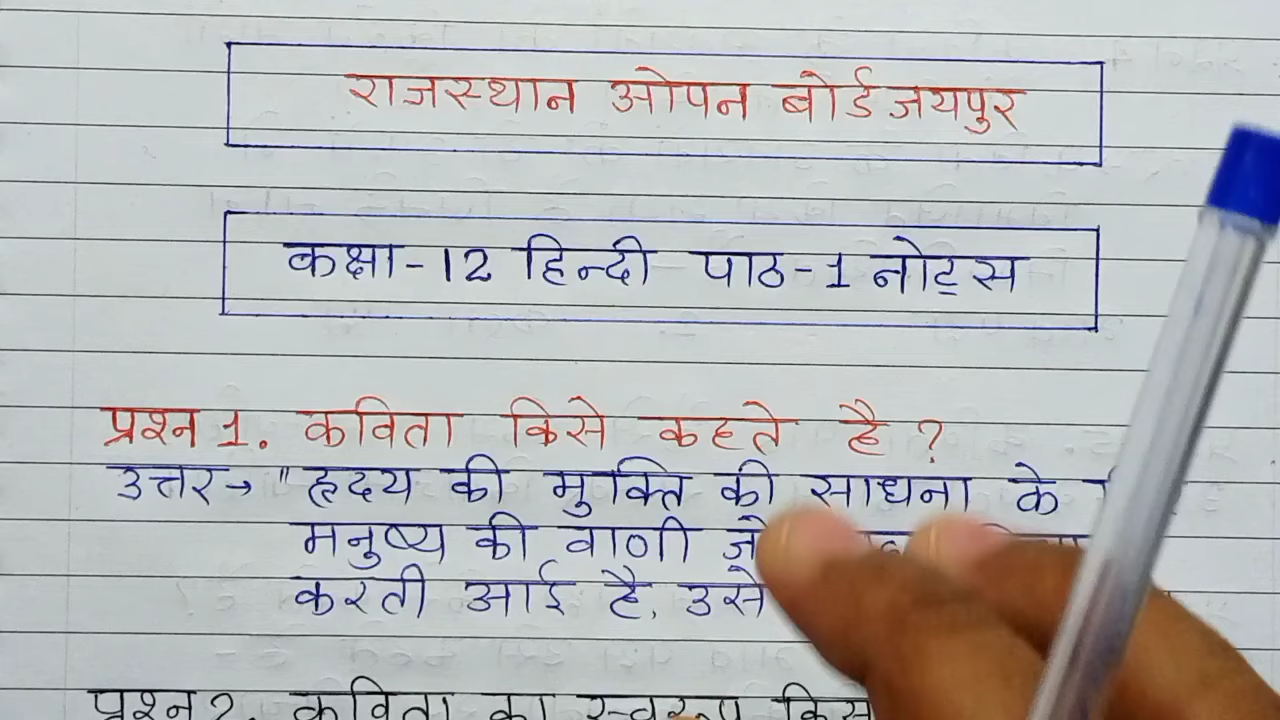 राजस्थान ओपन बोर्ड जयपुर
कक्षा-12 हिन्दी पाठ-1 नोट्स
प्रश्न 1. कविता किसे कहते है ?
उत्तर→ "हृदय की मुक्ति की साधना के
मनुष्य की वाणी
करती आई है, उसे
प्रश्न 2. कविता का स्वरूप